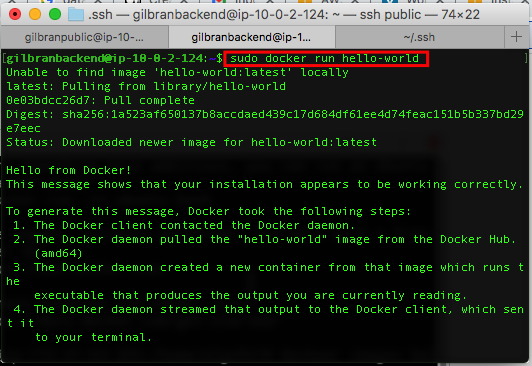 .ssh — gilbranbackend@ip-10-0-2-124: ~ — ssh public — 74×22
gilbranpublic@ip-10-...
gilbranbackend@ip-1...
~/.ssh
+
[gilbranbackend@ip-10-0-2-124:~$ sudo docker run hello-world ]
Unable to find image 'hello-world:latest' locally
latest: Pulling from library/hello-world
0e03bdcc26d7: Pull complete
Digest: sha256:1a523af650137b8accdaed439c17d684df61ee4d74feac151b5b337bd29
e7eec
Status: Downloaded newer image for hello-world:latest
Hello from Docker!
This message shows that your installation appears to be working correctly.
To generate this message, Docker took the following steps:
1. The Docker client contacted the Docker daemon.
2. The Docker daemon pulled the "hello-world" image from the Docker Hub.
(amd64)
3. The Docker daemon created a new container from that image which runs t
he
executable that produces the output you are currently reading.
4. The Docker daemon streamed that output to the Docker client, which sen
t it
to your terminal.